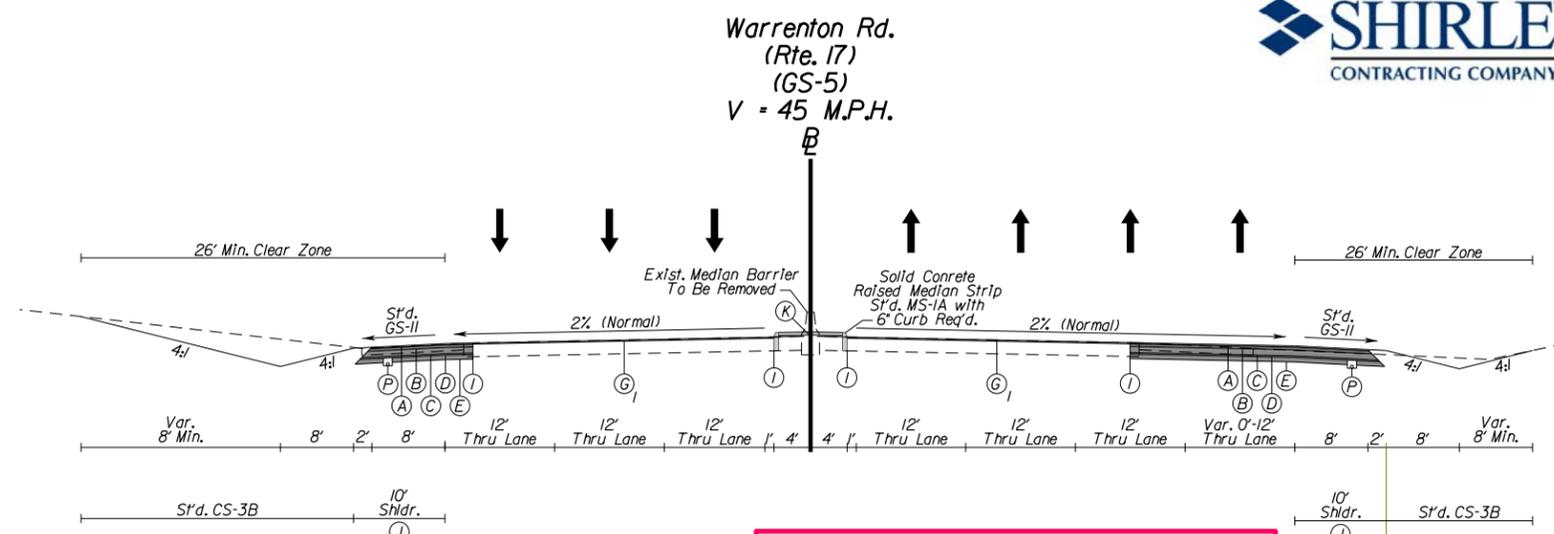 Warrenton Rd.
(Rte. 17)
(GS-5)
V = 45 M.P.H.
SHIRLE
CONTRACTING COMPANY
26' Min. Clear Zone
26' Min. Clear Zone
Exist. Median Barrier
To Be Removed
Solid Conrete
Raised Median Strip
St'd. MS-1A with
6" Curb Req'd.
K
St'd.
GS-11
2% (Normal)
2% (Normal)
St'd.
GS-11
4:1
4:1
4:1
4:1
P
A
B
C
D
E
I
G
I
I
I
G
I
I
A
B
C
D
E
P
Var.
8' Min.
8'
2'
8'
12'
Thru Lane
12'
Thru Lane
12'
Thru Lane
1'
4'
4'
1'
12'
Thru Lane
12'
Thru Lane
12'
Thru Lane
Var. 0'-12'
Thru Lane
8'
2'
8'
Var.
8' Min.
St'd. CS-3B
10'
Shldr.
10'
Shldr.
St'd. CS-3B